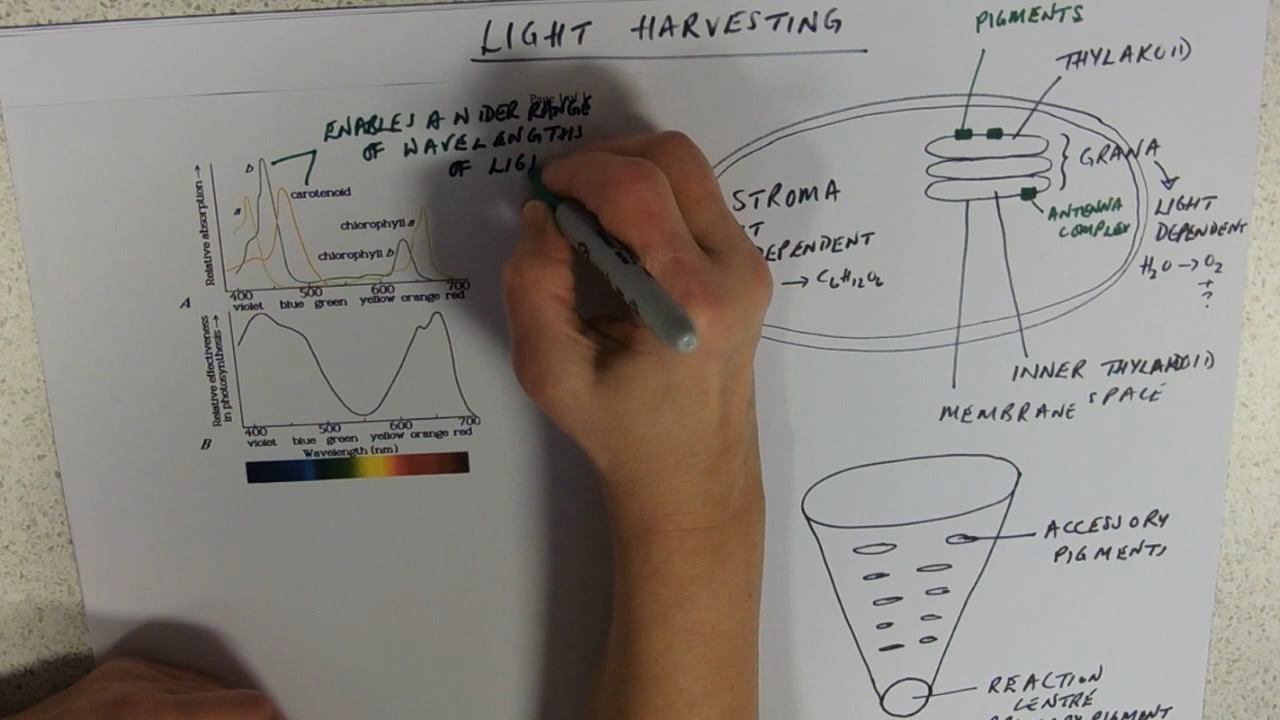 LIGHT HARVESTING
PIGMENTS
THYLAKOID
ENABLES A WIDER RANGE
OF WAVELENGTHS
OF LIG
b
carotenoid
a
chlorophyll a
chlorophyll b
Relative absorption →
400 500 600 700
A violet blue green yellow orange red
Relative effectiveness
in photosynthesis →
400 500 600 700
B violet blue green yellow orange red
Wavelength (nm)
GRANA
STROMA
EPENDENT
→ C6H12O6
ANTENNA
COMPLEX
LIGHT
DEPENDENT
H2O → O2
+
?
INNER THYLAKOID
SPACE
MEMBRANE
ACCESSORY
PIGMENTS
REACTION
CENTRE
PIGMENT